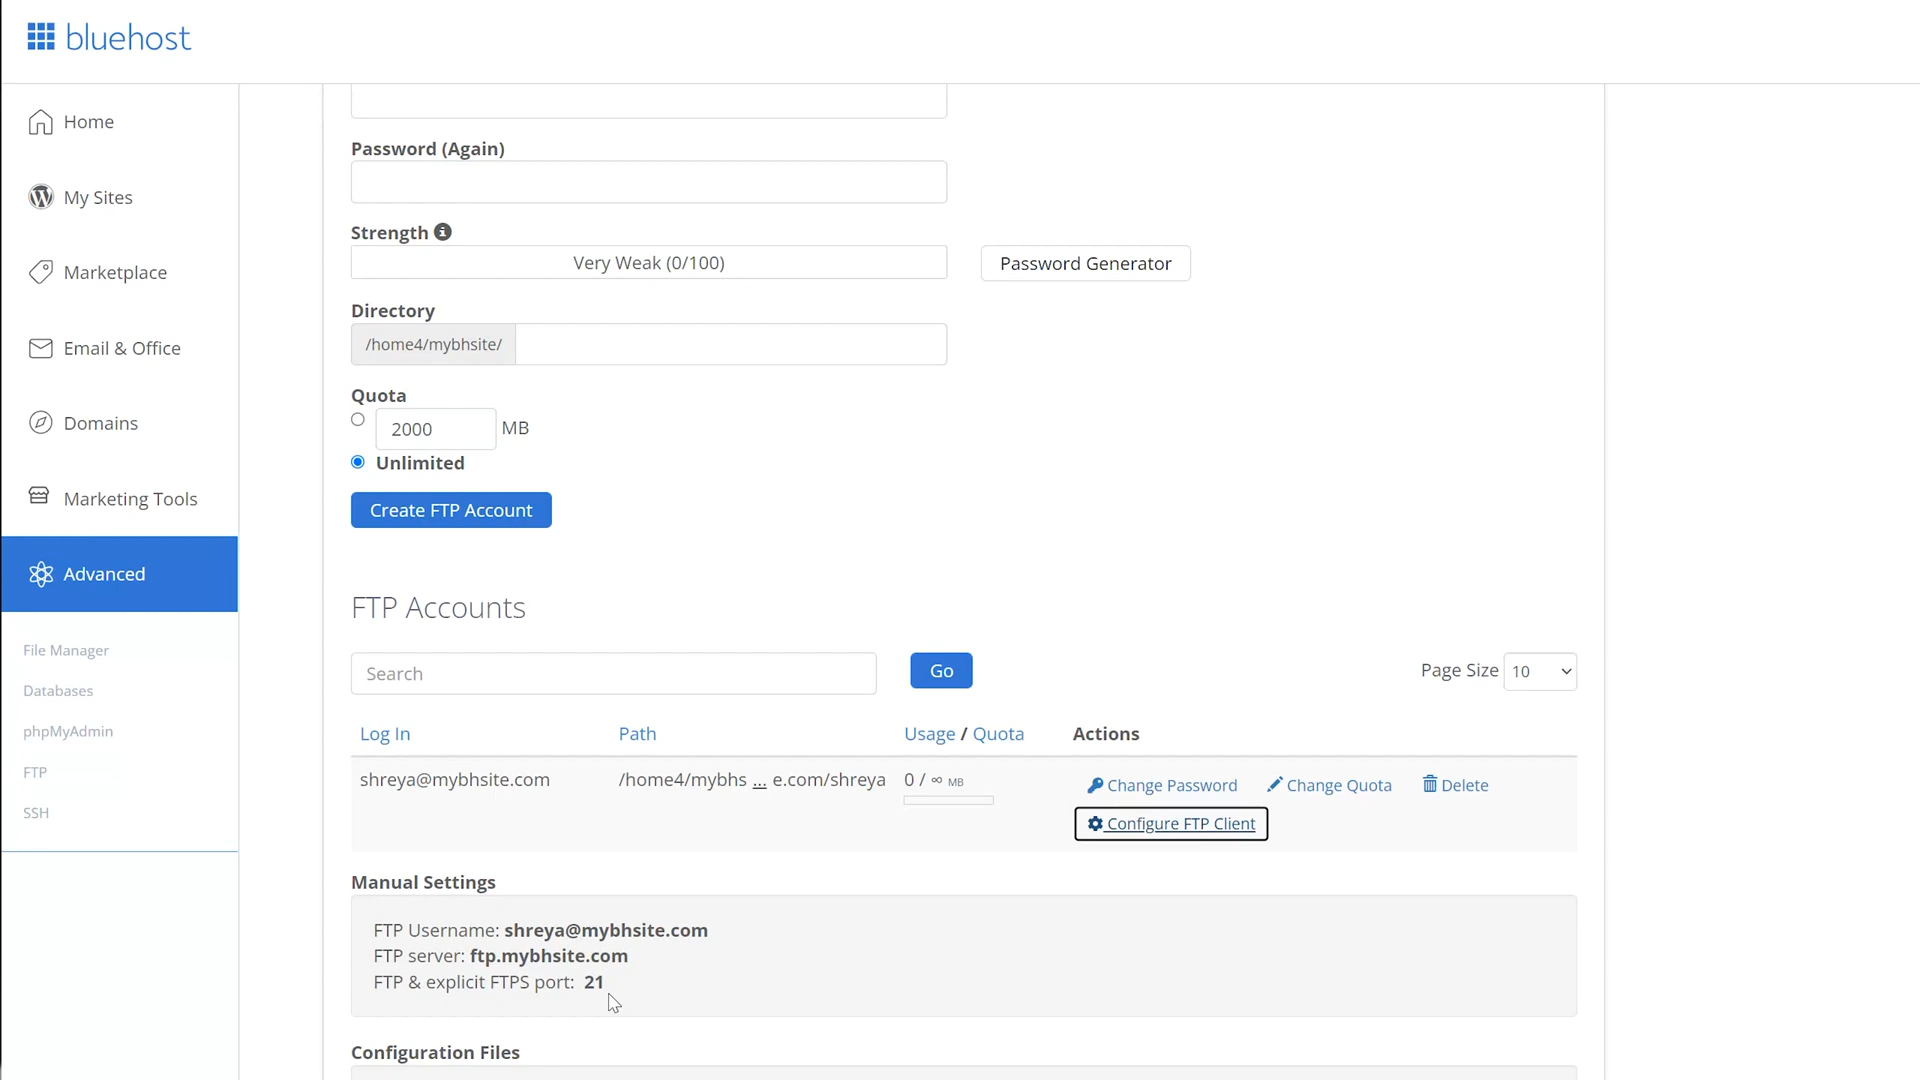 bluehost
Home
My Sites
Marketplace
Email & Office
Domains
Marketing Tools
Advanced
File Manager
Databases
phpMyAdmin
FTP
SSH
Password (Again)
Strength
Very Weak (0/100)
Password Generator
Directory
/home4/mybhsite/
Quota
2000 MB
Unlimited
Create FTP Account
FTP Accounts
Search
Go
Page Size 10
Log In Path Usage / Quota Actions
shreya@mybhsite.com /home4/mybhs ... e.com/shreya 0 / ∞ MB Change Password Change Quota Delete
Configure FTP Client
Manual Settings
FTP Username: shreya@mybhsite.com
FTP server: ftp.mybhsite.com
FTP & explicit FTPS port: 21
Configuration Files